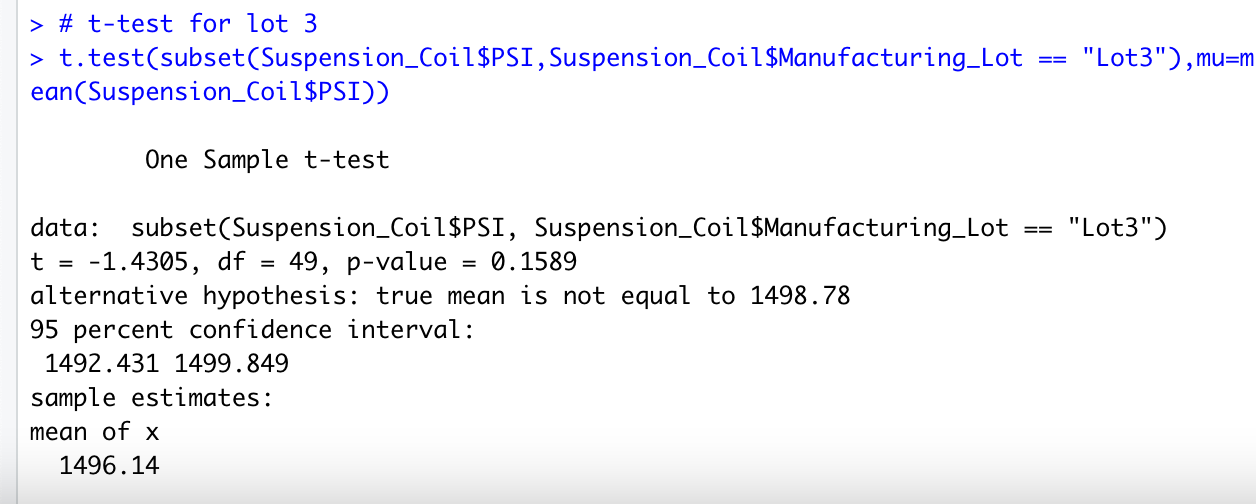 > # t-test for lot 3
> t.test(subset(Suspension_Coil$PSI,Suspension_Coil$Manufacturing_Lot == "Lot3"),mu=m
ean(Suspension_Coil$PSI))
One Sample t-test
data:  subset(Suspension_Coil$PSI, Suspension_Coil$Manufacturing_Lot == "Lot3")
t = -1.4305, df = 49, p-value = 0.1589
alternative hypothesis: true mean is not equal to 1498.78
95 percent confidence interval:
1492.431 1499.849
sample estimates:
mean of x
1496.14